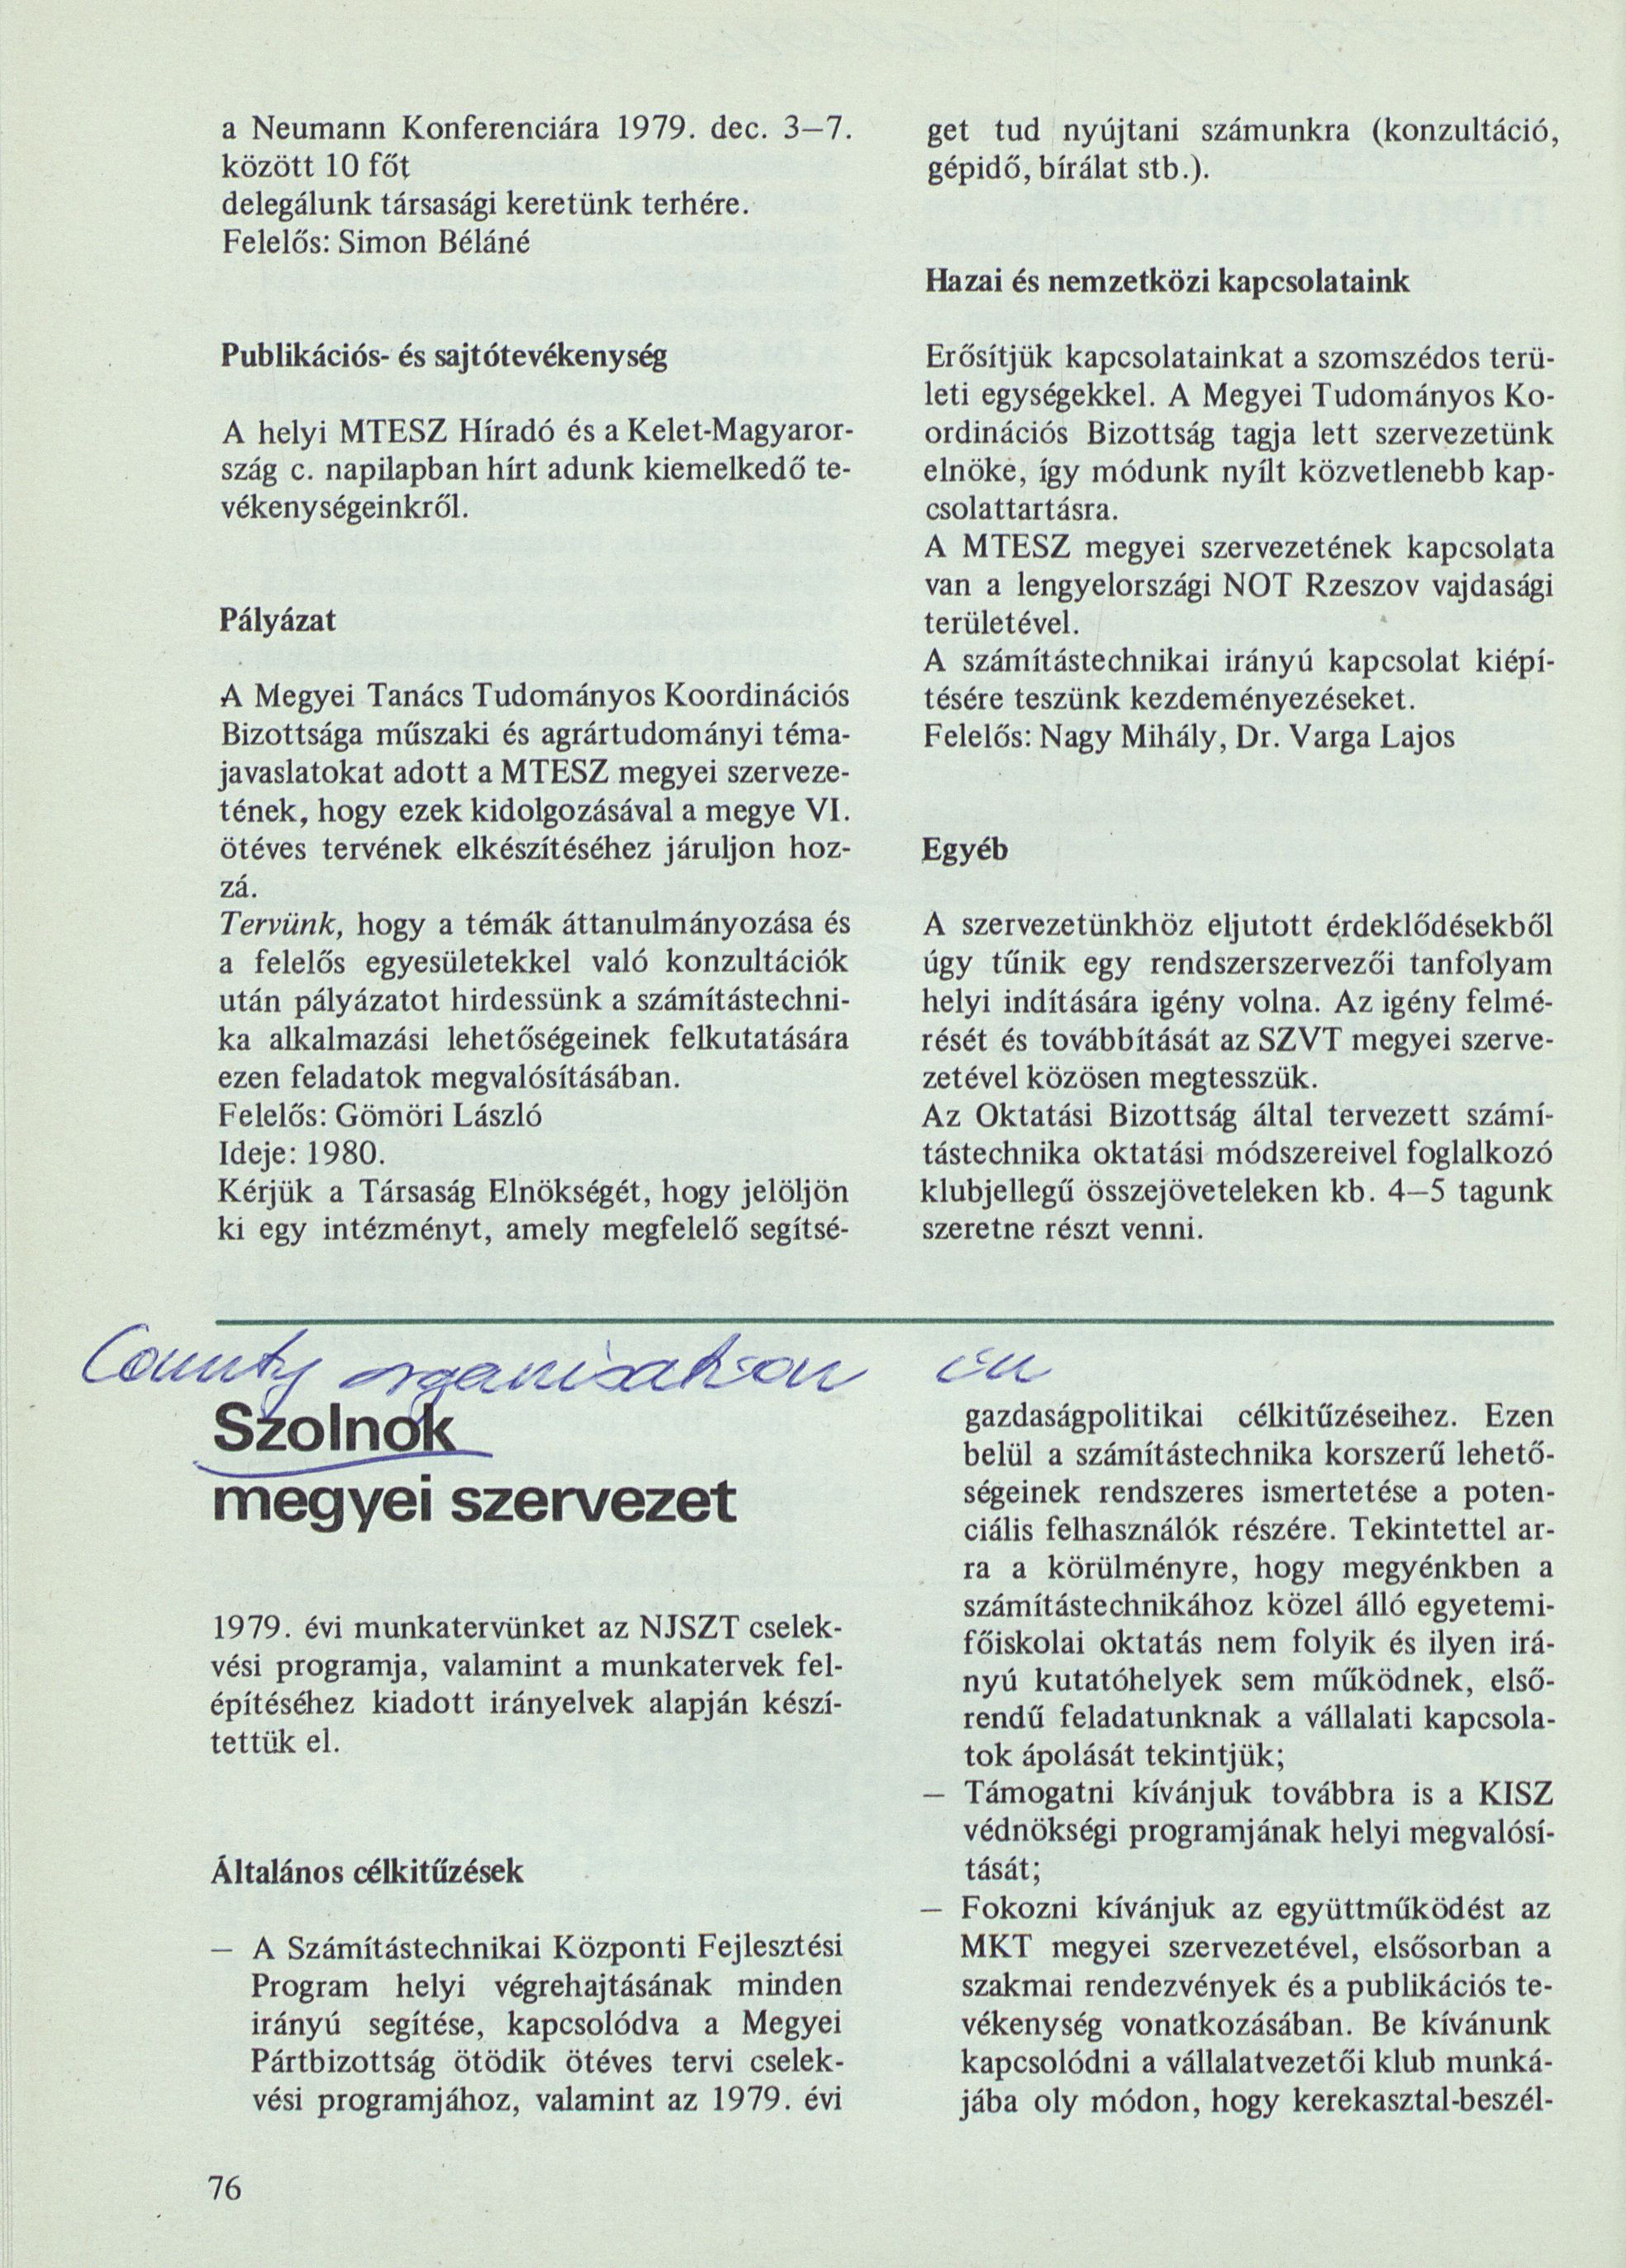 a Neumann Konferenciára 1979. dec. 3–7.
között 10 főt
delegálunk társasági keretünk terhére.
Felelős: Simon Béláné
Publikációs- és sajtótevékenység
A helyi MTESZ Híradó és a Kelet-Magyaror-
szág c. napilapban hírt adunk kiemelkedő te-
vékenységeinkről.
Pályázat
A Megyei Tanács Tudományos Koordinációs
Bizottsága műszaki és agrártudományi téma-
javaslatokat adott a MTESZ megyei szerveze-
tének, hogy ezek kidolgozásával a megye VI.
ötéves tervének elkészítéséhez járuljon hoz-
zá.
Tervünk, hogy a témák áttanulmányozása és
a felelős egyesületekkel való konzultációk
után pályázatot hirdessünk a számítástechni-
ka alkalmazási lehetőségeinek felkutatására
ezen feladatok megvalósításában.
Felelős: Gömöri László
Ideje: 1980.
Kérjük a Társaság Elnökségét, hogy jelöljön
ki egy intézményt, amely megfelelő segítsé-
get tud nyújtani számunkra (konzultáció,
gépidő, bírálat stb.).
Hazai és nemzetközi kapcsolataink
Erősítjük kapcsolatainkat a szomszédos terü-
leti egységekkel. A Megyei Tudományos Ko-
ordinációs Bizottság tagja lett szervezetünk
elnöke, így módunk nyílt közvetlenebb kap-
csolattartásra.
A MTESZ megyei szervezetének kapcsolata
van a lengyelországi NOT Rzeszov vajdasági
területével.
A számítástechnikai irányú kapcsolat kiépí-
tésére teszünk kezdeményezéseket.
Felelős: Nagy Mihály, Dr. Varga Lajos
Egyéb
A szervezetünkhöz eljutott érdeklődésekből
úgy tűnik egy rendszerszervezői tanfolyam
helyi indítására igény volna. Az igény felmé-
rését és továbbítását az SZVT megyei szerve-
zetével közösen megtesszük.
Az Oktatási Bizottság által tervezett számí-
tástechnika oktatási módszereivel foglalkozó
klubjellegű összejöveteleken kb. 4–5 tagunk
szeretne részt venni.
County organisation in
Szolnok
megyei szervezet
1979. évi munkatervünket az NJSZT cselek-
vési programja, valamint a munkatervek fel-
építéséhez kiadott irányelvek alapján készí-
tettük el.
Általános célkitűzések
– A Számítástechnikai Központi Fejlesztési
Program helyi végrehajtásának minden
irányú segítése, kapcsolódva a Megyei
Pártbizottság ötödik ötéves tervi cselek-
vési programjához, valamint az 1979. évi
gazdaságpolitikai célkitűzéseihez. Ezen
belül a számítástechnika korszerű lehető-
ségeinek rendszeres ismertetése a poten-
ciális felhasználók részére. Tekintettel ar-
ra a körülményre, hogy megyénkben a
számítástechnikához közel álló egyetemi-
főiskolai oktatás nem folyik és ilyen irá-
nyú kutatóhelyek sem működnek, első-
rendű feladatunknak a vállalati kapcsola-
tok ápolását tekintjük;
– Támogatni kívánjuk továbbra is a KISZ
védnökségi programjának helyi megvalósí-
tását;
– Fokozni kívánjuk az együttműködést az
MKT megyei szervezetével, elsősorban a
szakmai rendezvények és a publikációs te-
vékenység vonatkozásában. Be kívánunk
kapcsolódni a vállalatvezetői klub munká-
jába oly módon, hogy kerekasztal-beszél-
76